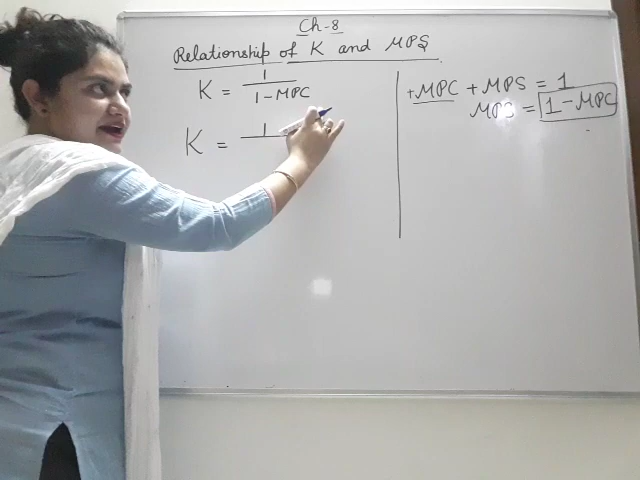 Ch-8
Relationship of K and MPS.
K = 1 / 1-MPC
K = 1
+MPC + MPS = 1
MPS = 1-MPC